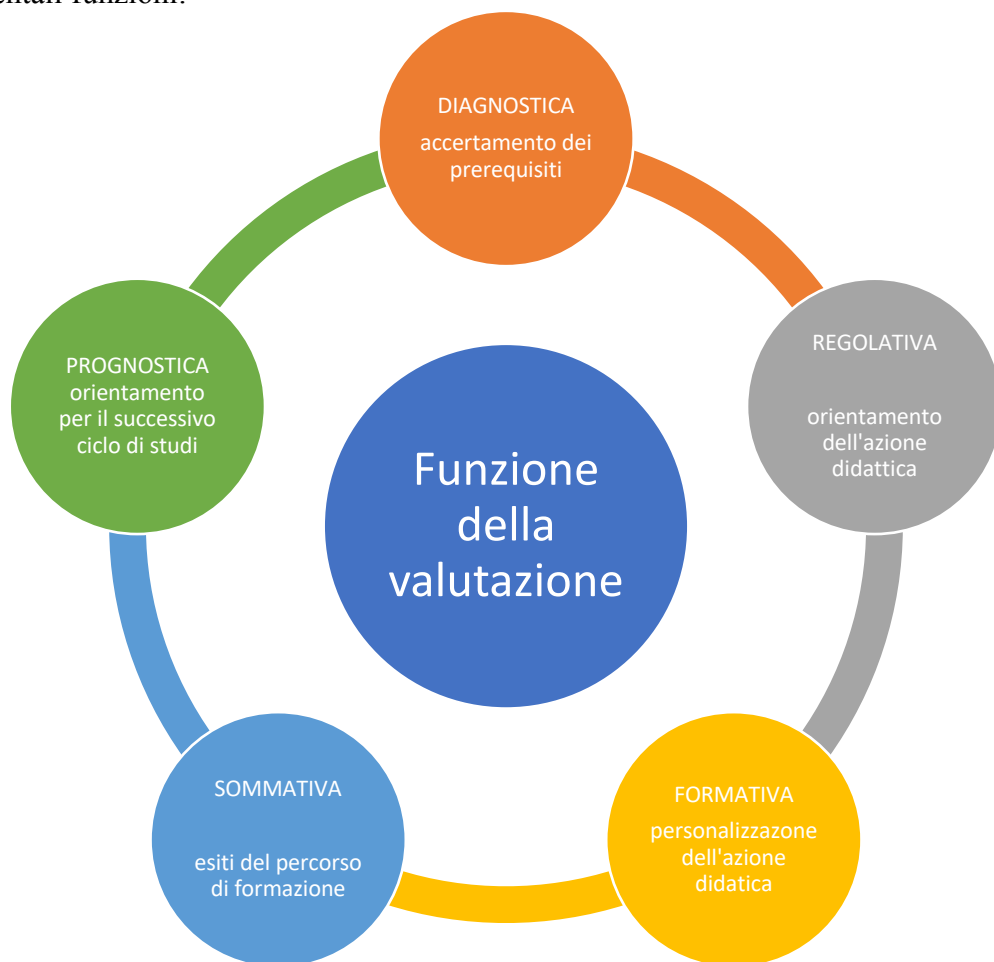 DIAGNOSTICA
accertamento dei
prerequisiti
REGOLATIVA
orientamento
dell'azione
didattica
FORMATIVA
personalizzazone
dell'azione
didatica
SOMMATIVA
esiti del percorso
di formazione
PROGNOSTICA
orientamento
per il successivo
ciclo di studi
Funzione
della
valutazione